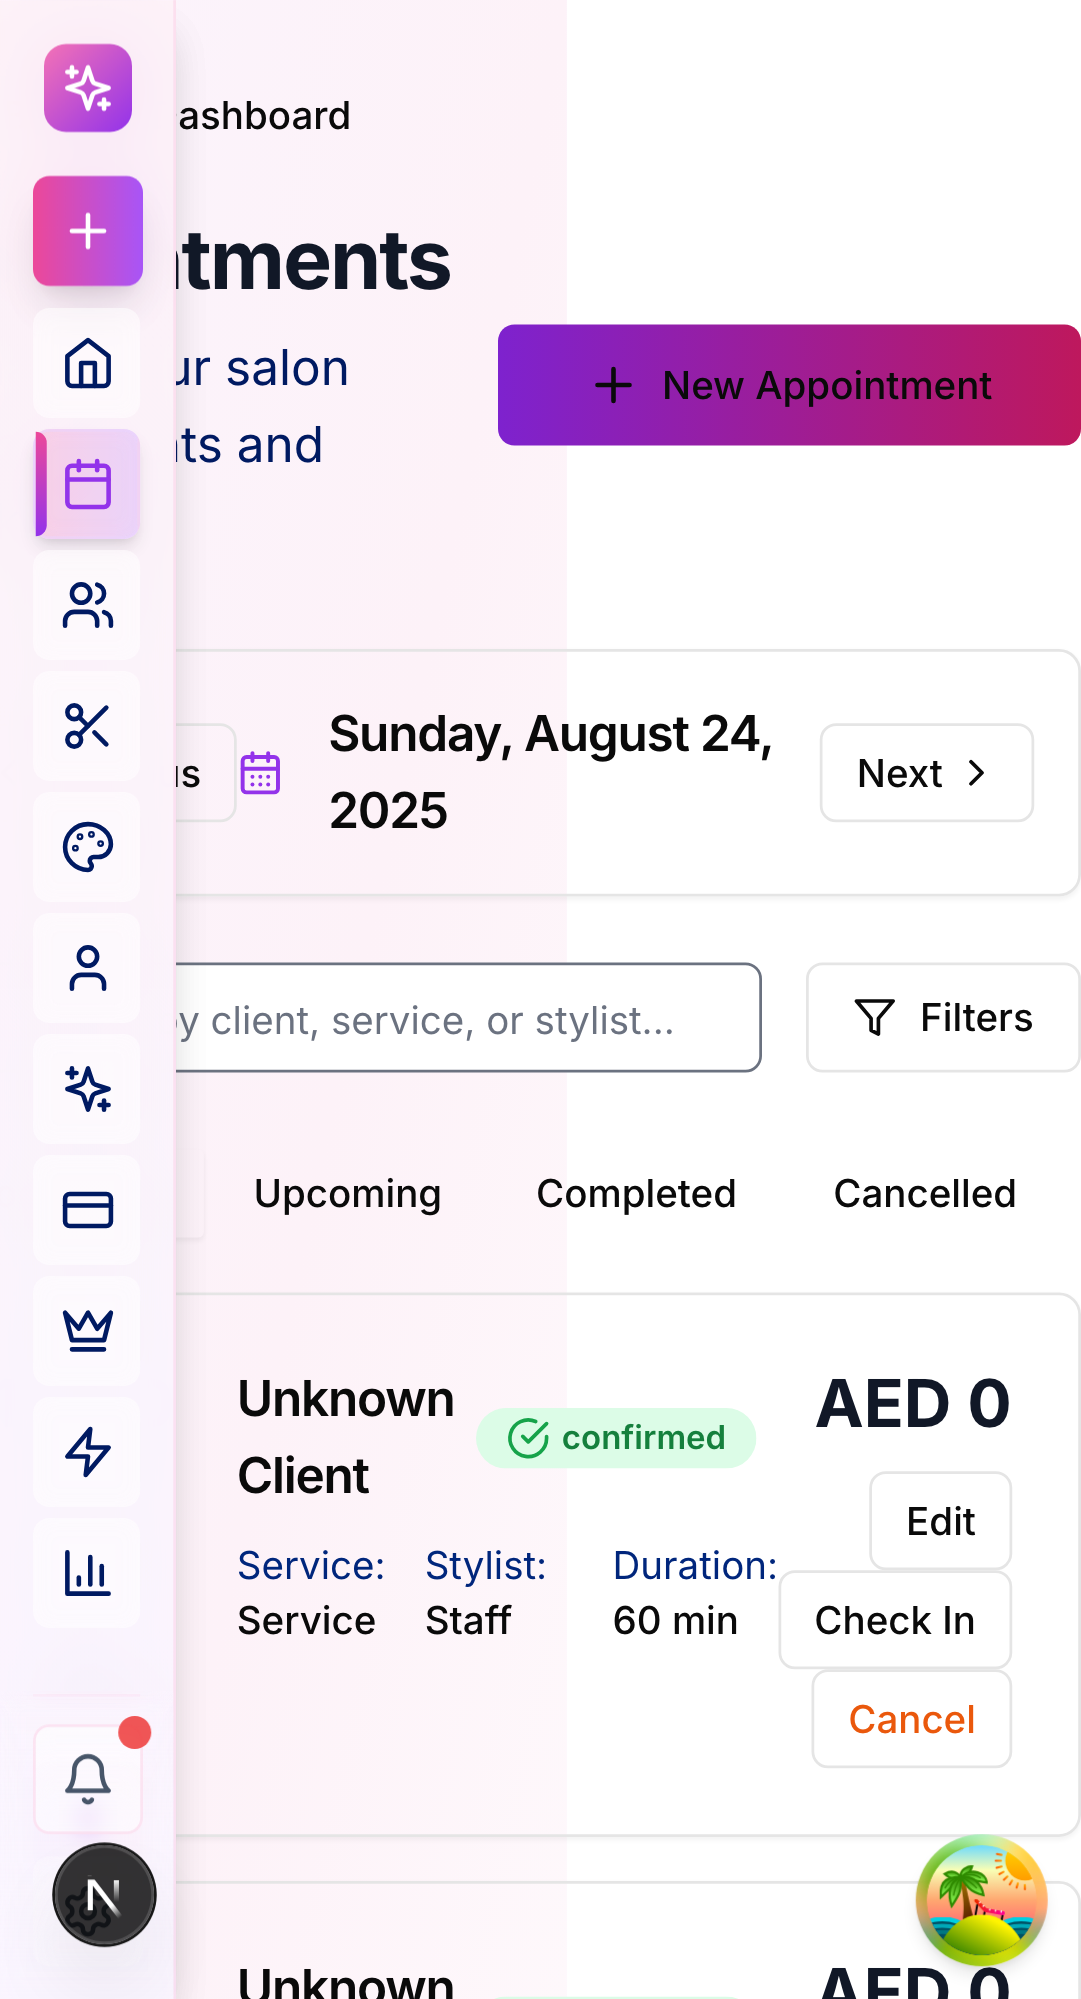 ashboard
ntments
ur salon
ts and
New Appointment
us
Sunday, August 24,
2025
Next
y client, service, or stylist...
Filters
Upcoming
Completed
Cancelled
Unknown
Client
confirmed
AED 0
Edit
Service:
Stylist:
Duration:
Service
Staff
60 min
Check In
Cancel
N
Unknown
AED 0